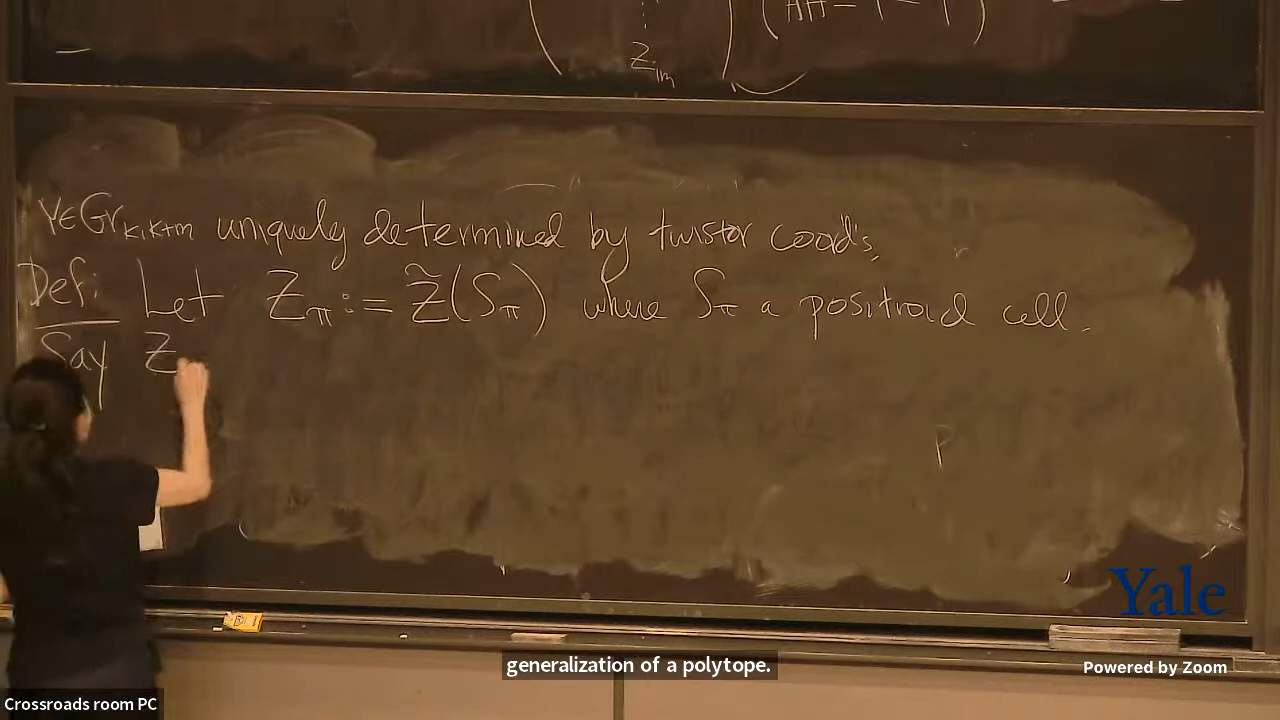 Z_im
Y∈Gr_k,k+m uniquely determined by twistor coord's,
Def: Let Z_π := Z̃(S_π) where S_π a positroid cell.
Say Z
P
Yale
generalization of a polytope.
Powered by Zoom
Crossroads room PC